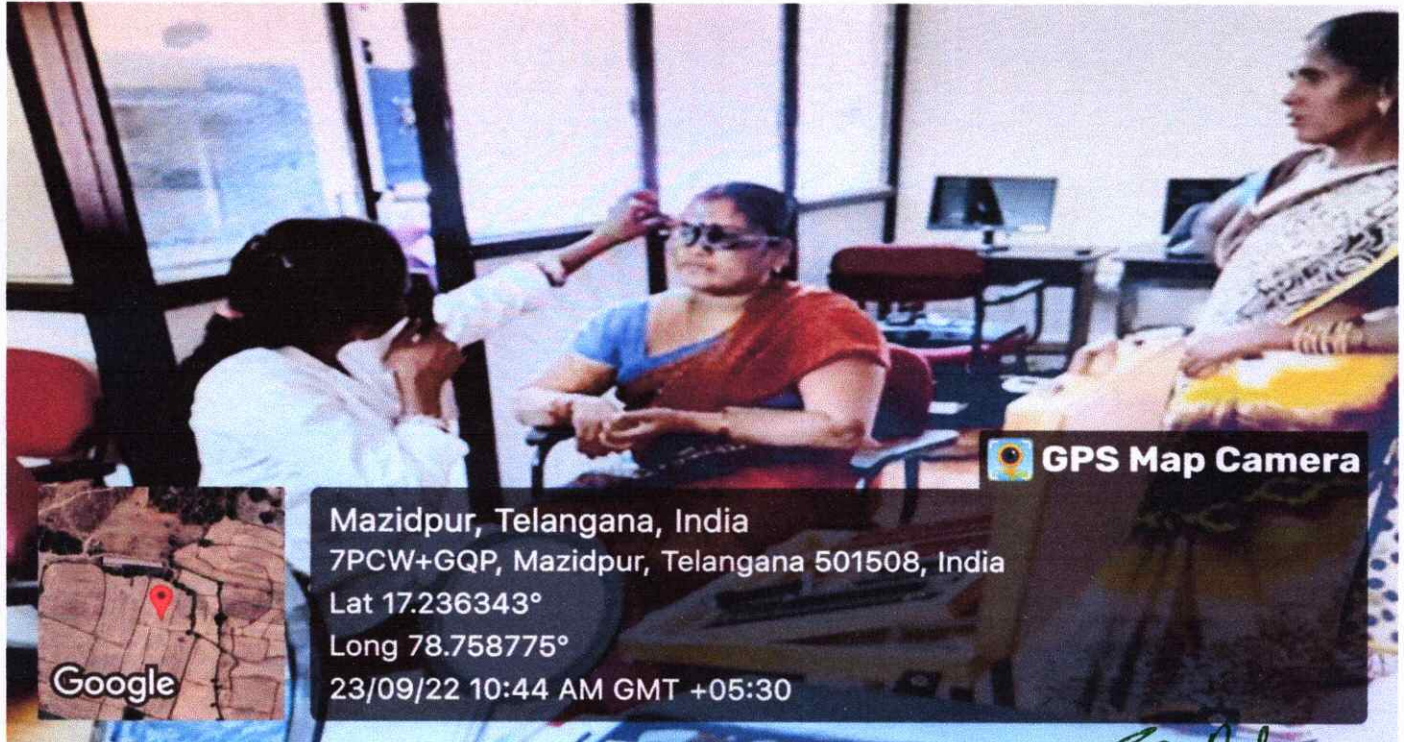 GPS Map Camera
Mazidpur, Telangana, India
7PCW+GQP, Mazidpur, Telangana 501508, India
Lat 17.236343°
Long 78.758775°
23/09/22 10:44 AM GMT +05:30
Google